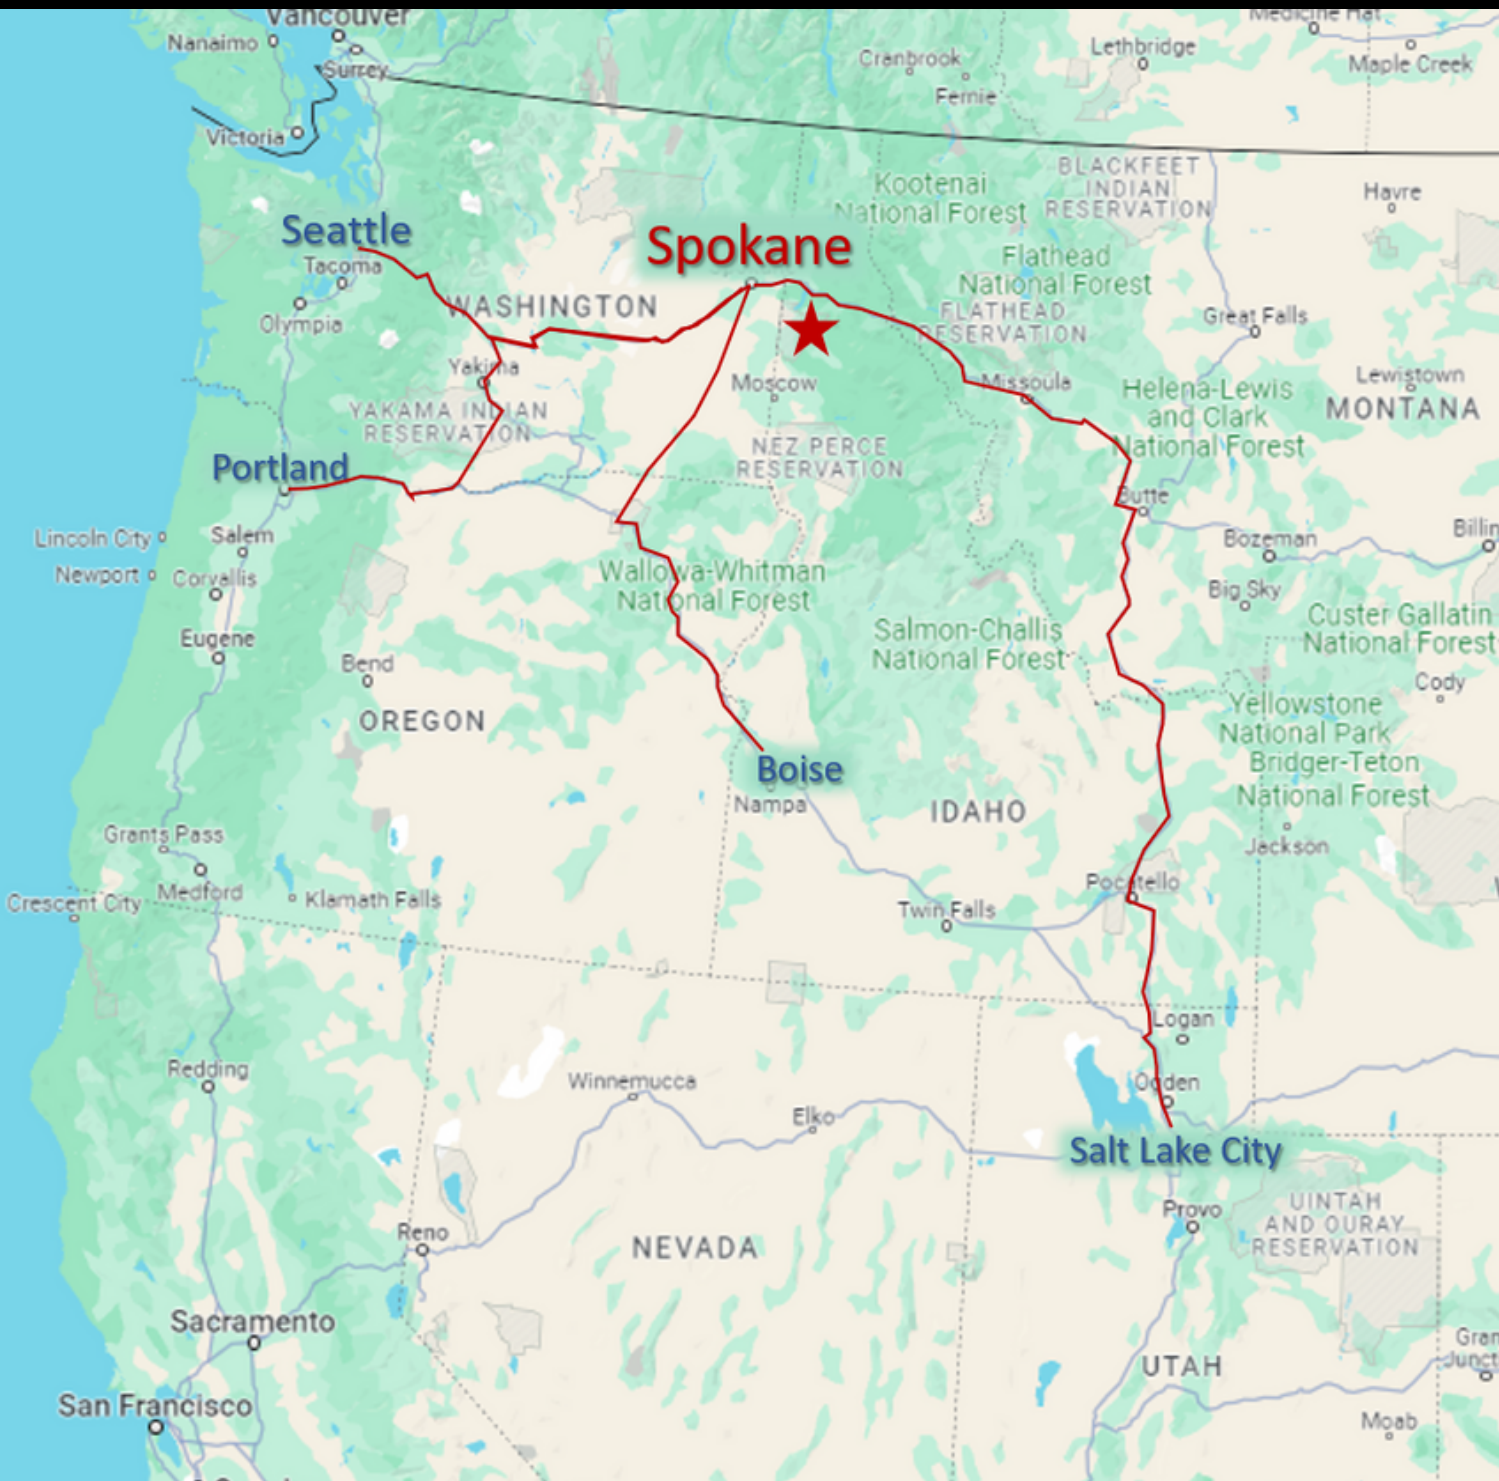 Vancouver
Nanaimo
Surrey
Victoria
Cranbrook
Fernie
Lethbridge
Medicine Hat
Maple Creek
Seattle
Tacoma
Olympia
WASHINGTON
Spokane
Kootenai
National Forest
BLACKFEET
INDIAN
RESERVATION
Havre
Flathead
National Forest
FLATHEAD
RESERVATION
Great Falls
Yakima
YAKAMA INDIAN
RESERVATION
Moscow
NEZ PERCE
RESERVATION
Missoula
Helena-Lewis
and Clark
National Forest
Lewistown
MONTANA
Portland
Lincoln City
Salem
Newport
Corvallis
Eugene
Bend
OREGON
Wallowa-Whitman
National Forest
Salmon-Challis
National Forest
Butte
Bozeman
Billin
Big Sky
Custer Gallatin
National Forest
Cody
Yellowstone
National Park
Bridger-Teton
National Forest
Jackson
Boise
Nampa
IDAHO
Grants Pass
Medford
Crescent City
Klamath Falls
Twin Falls
Pocatello
Logan
Ogden
Salt Lake City
Redding
Winnemucca
Elko
Provo
UINTAH
AND OURAY
RESERVATION
Reno
NEVADA
Sacramento
San Francisco
UTAH
Gran
Junct
Moab